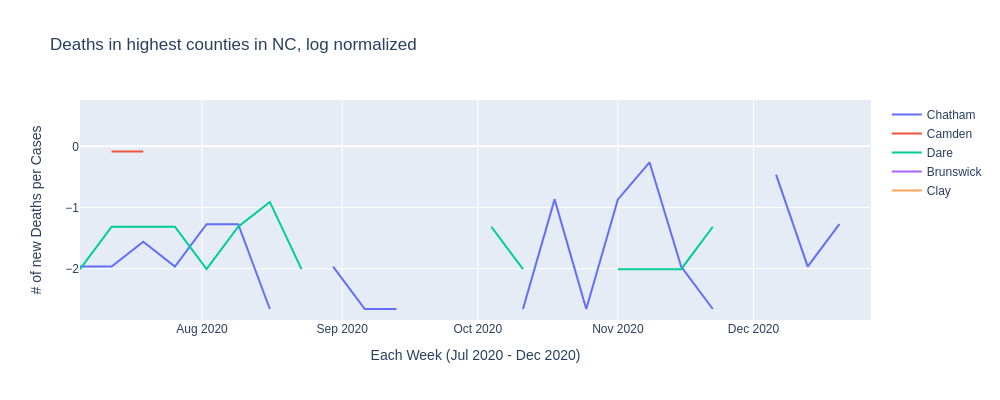 Deaths in highest counties in NC, log normalized
# of new Deaths per Cases
0
−1
−2
Aug 2020
Sep 2020
Oct 2020
Nov 2020
Dec 2020
Each Week (Jul 2020 - Dec 2020)
Chatham
Camden
Dare
Brunswick
Clay